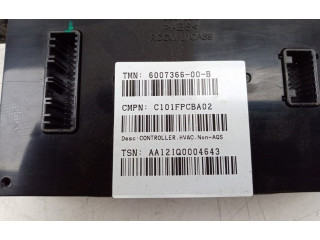 TMN: 6007366-00-B
CMPN: C101FPCBA02
Desc:CONTROLLER.HVAC.Non-AQS
TSN: AA121Q0004643